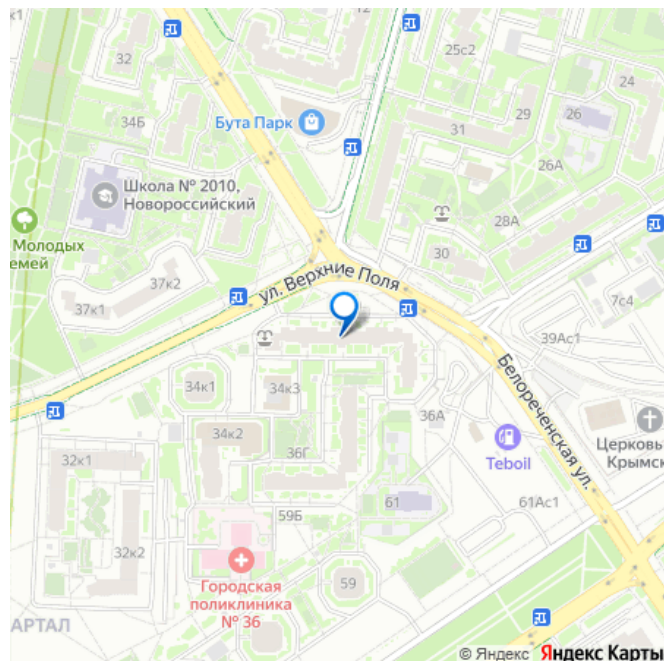 12
32
25с2
24
34Б
Бута Парк
29
26
31
26А
Школа № 2010,
Новороссийский
28А
Молодых
емей
30
ул. Верхние Поля
37к2
37к1
7с4
39Ас1
34к1
34к3
36А
Белореченская ул.
34к2
Церковь
Крымск
32к1
36Г
Teboil
59Б
61
61Ас1
32к2
Городская
поликлиника
№ 36
59
АРТАЛ
© Яндекс Яндекс Карты